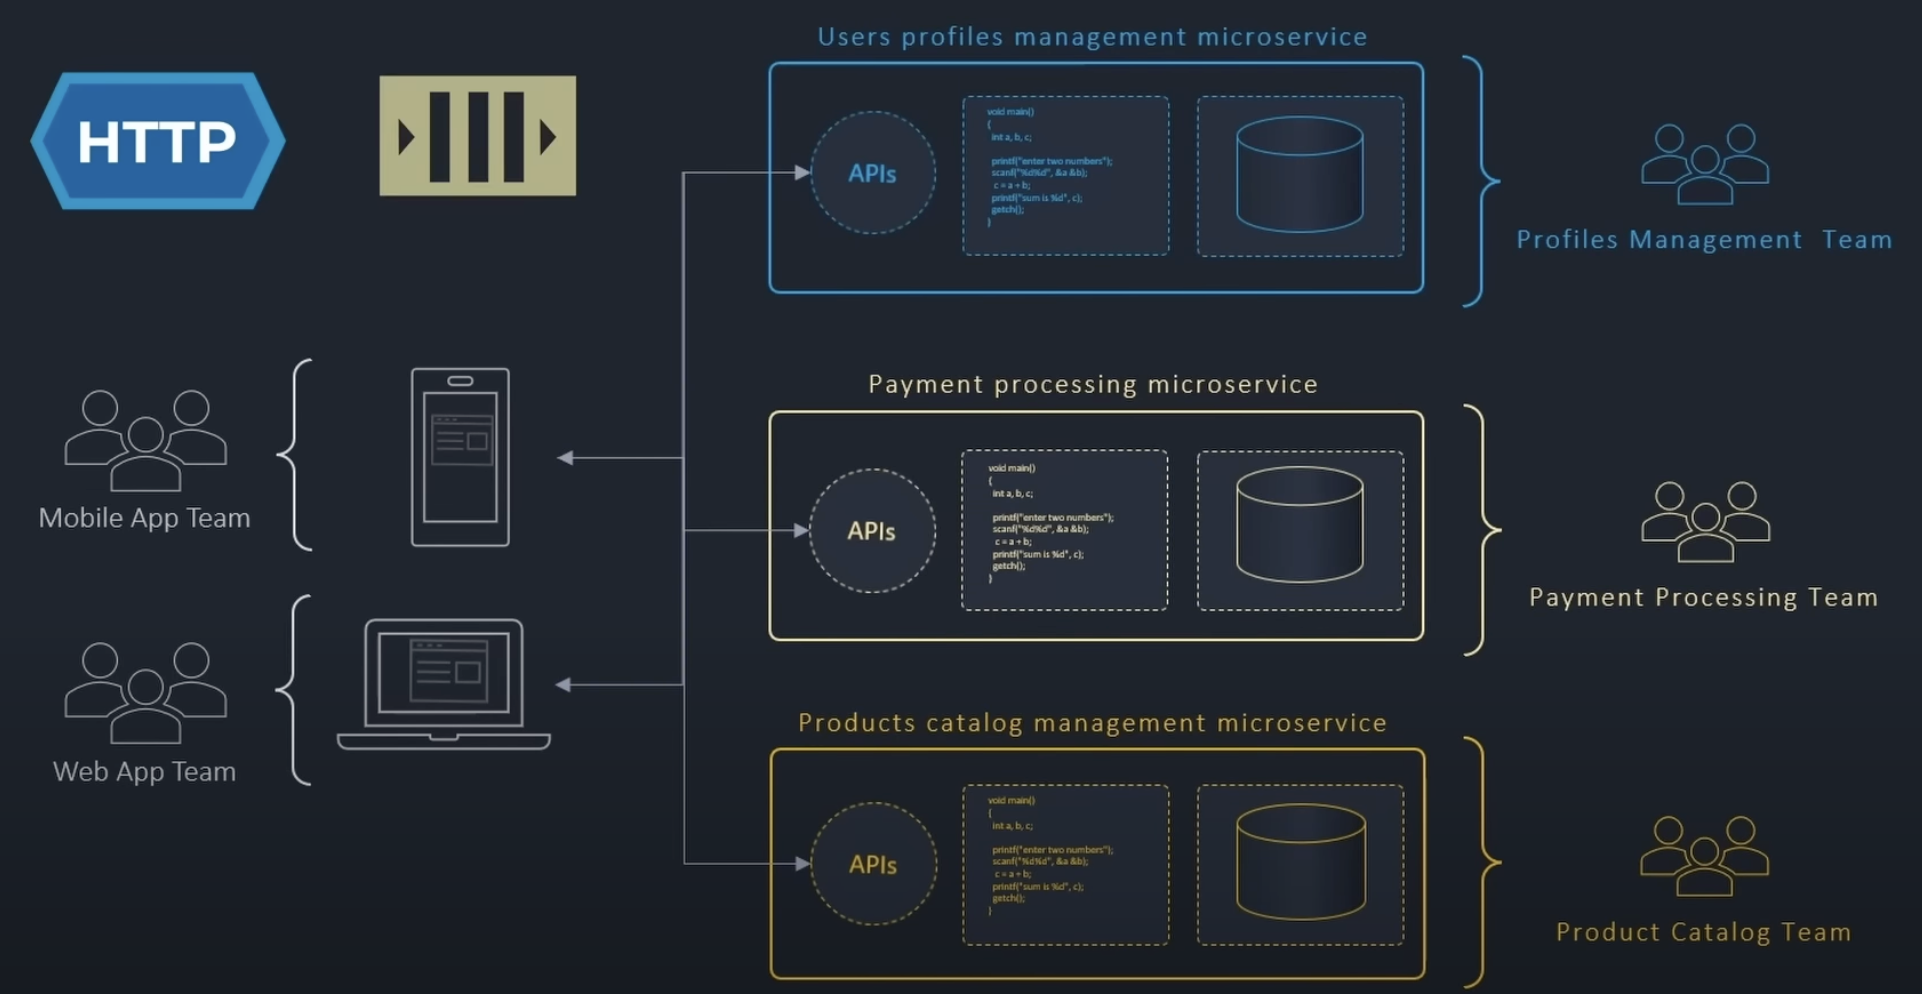 Users profiles management microservice
HTTP
APIs
void main()
{
int a, b, c;
printf("enter two numbers");
scanf("%d%d", &a &b);
c = a + b;
printf("sum is %d", c);
getch();
}
Profiles Management Team
Payment processing microservice
Mobile App Team
APIs
void main()
{
int a, b, c;
printf("enter two numbers");
scanf("%d%d", &a &b);
c = a + b;
printf("sum is %d", c);
getch();
}
Payment Processing Team
Products catalog management microservice
Web App Team
APIs
void main()
{
int a, b, c;
printf("enter two numbers");
scanf("%d%d", &a &b);
c = a + b;
printf("sum is %d", c);
getch();
}
Product Catalog Team